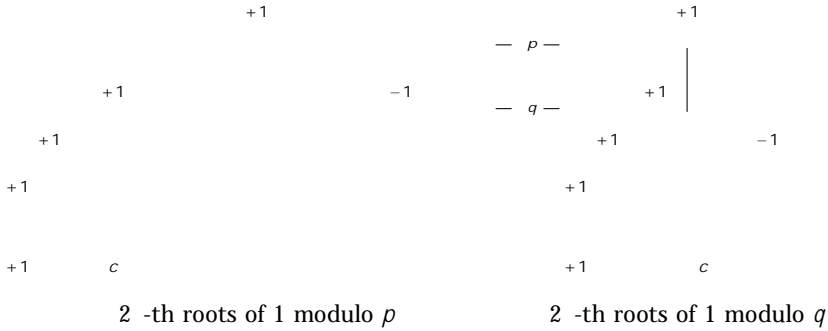 +1 +1
— p —
+1 −1 +1
— q —
+1 +1 −1
+1 +1
+1 c +1 c
2 -th roots of 1 modulo p 2 -th roots of 1 modulo q